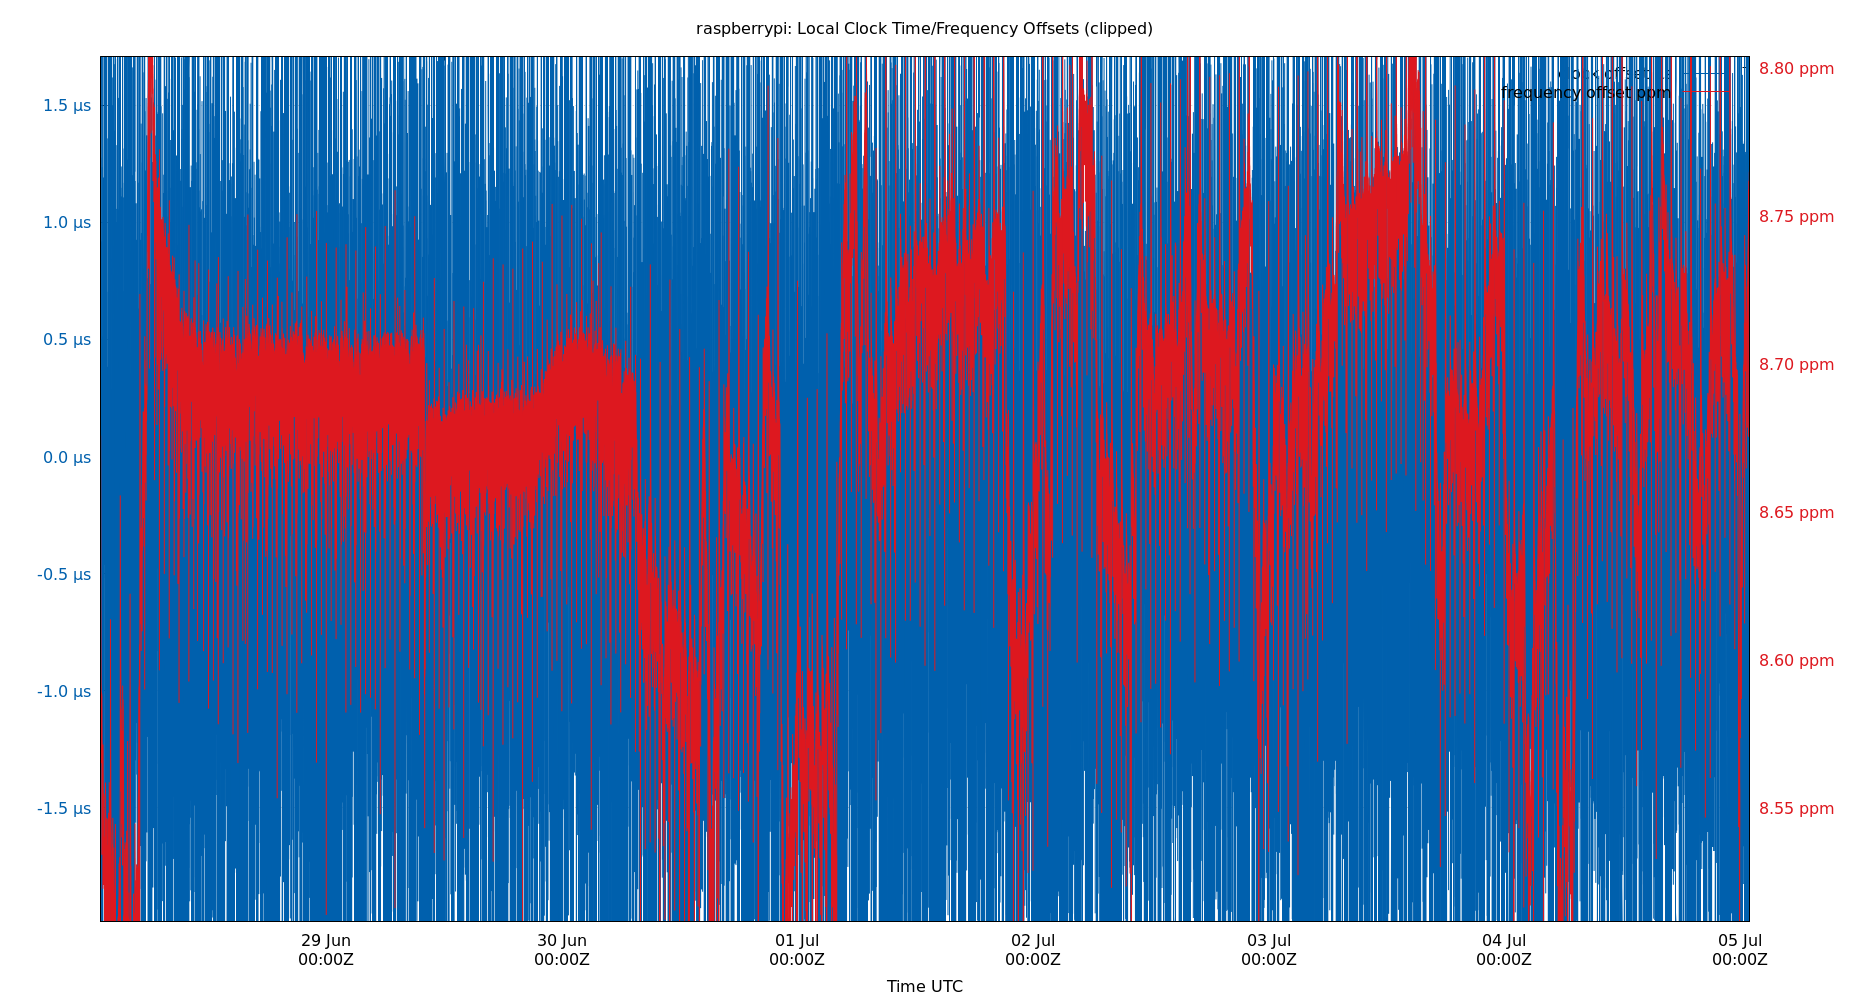 raspberrypi: Local Clock Time/Frequency Offsets (clipped)
clock offset
frequency offset ppm
1.5 µs
1.0 µs
0.5 µs
0.0 µs
-0.5 µs
-1.0 µs
-1.5 µs
8.80 ppm
8.75 ppm
8.70 ppm
8.65 ppm
8.60 ppm
8.55 ppm
29 Jun
00:00Z
30 Jun
00:00Z
01 Jul
00:00Z
02 Jul
00:00Z
03 Jul
00:00Z
04 Jul
00:00Z
05 Jul
00:00Z
Time UTC